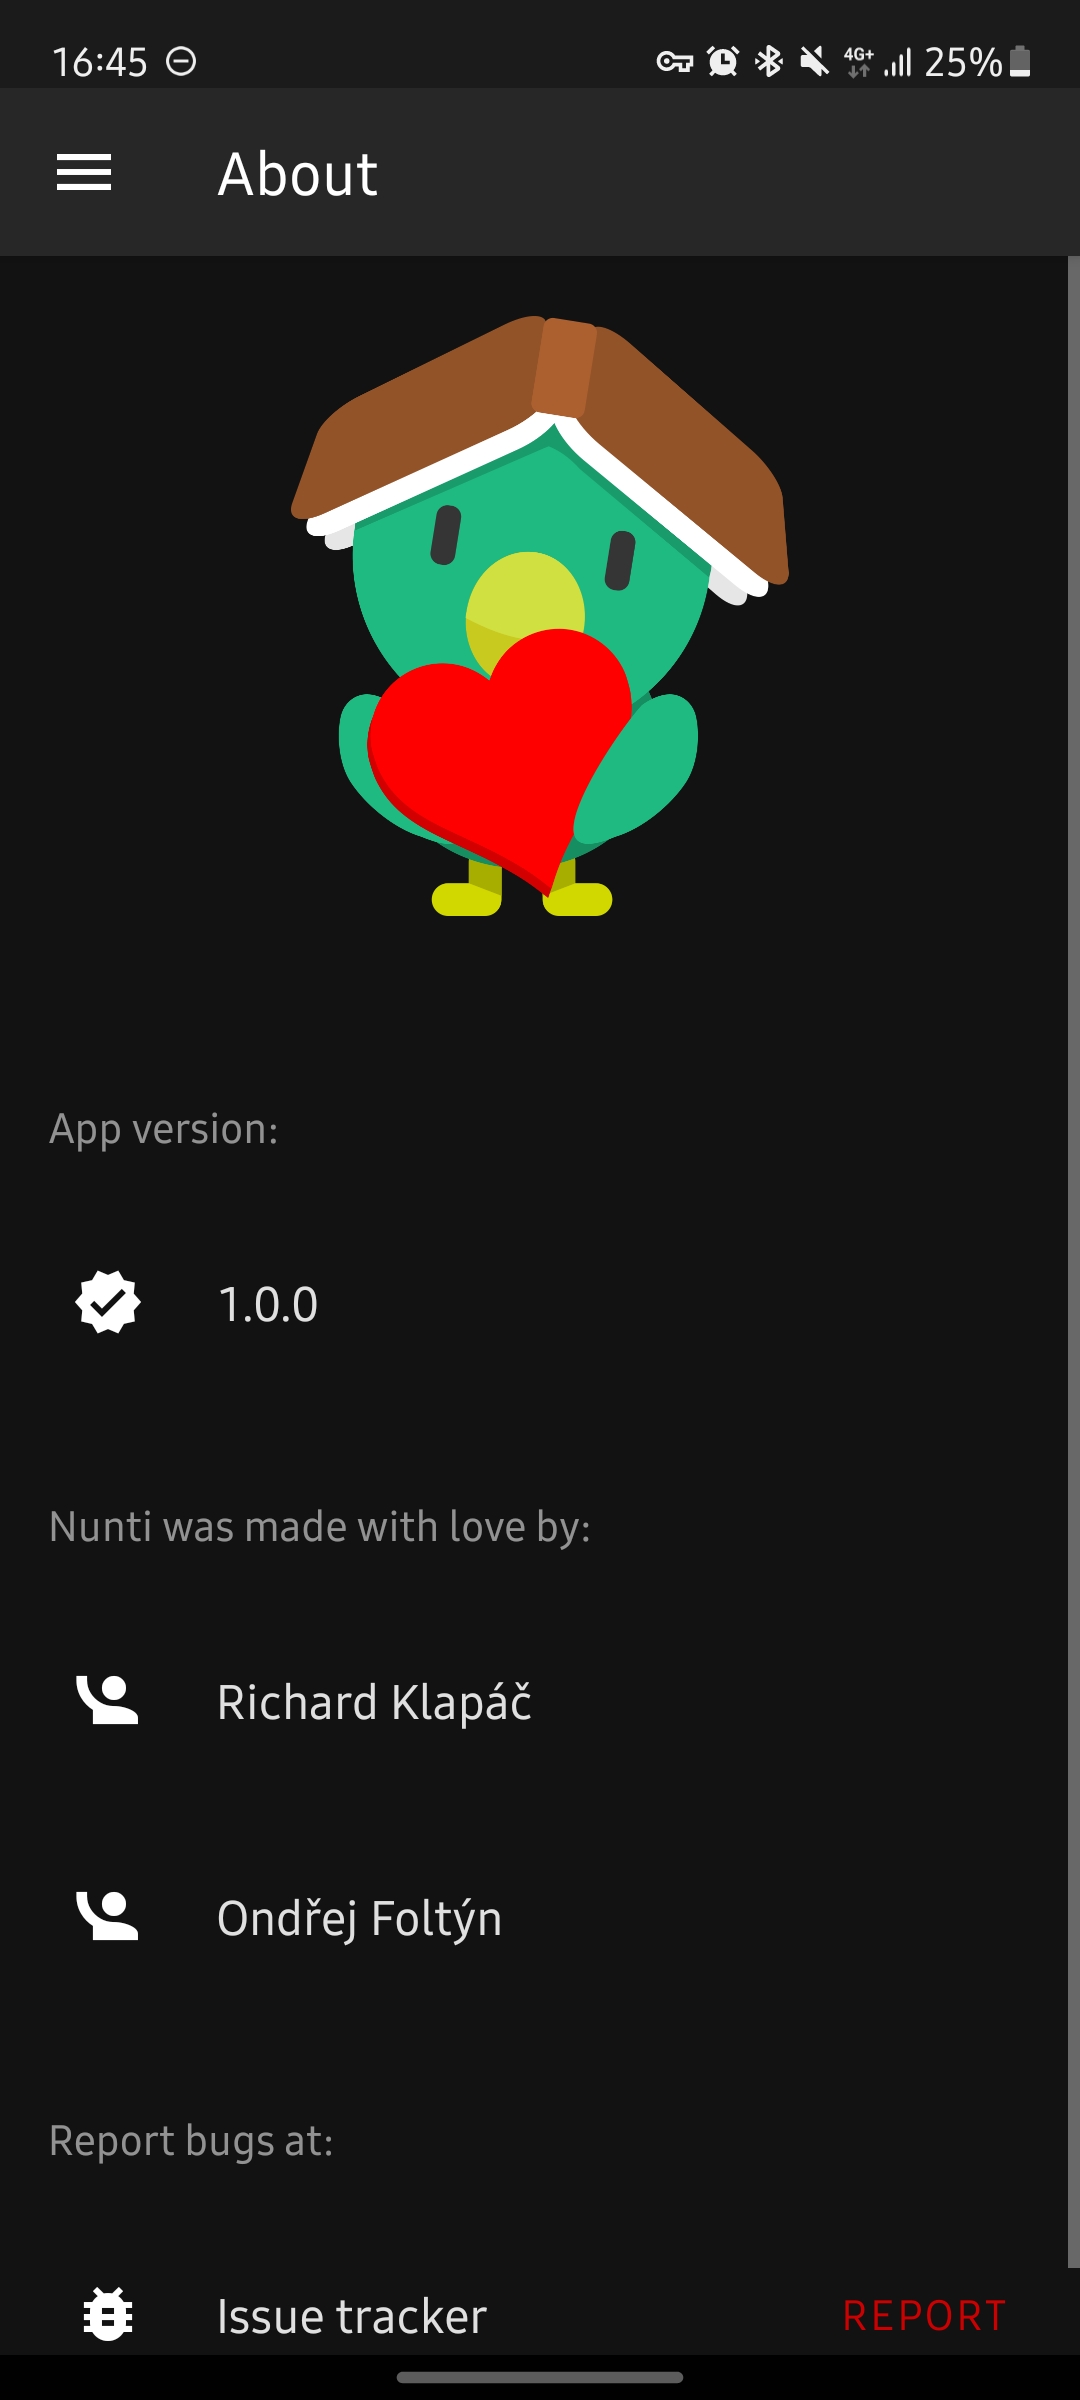 16:45 4G+ 25%
About
App version:
1.0.0
Nunti was made with love by:
Richard Klapáč
Ondřej Foltýn
Report bugs at:
Issue tracker REPORT